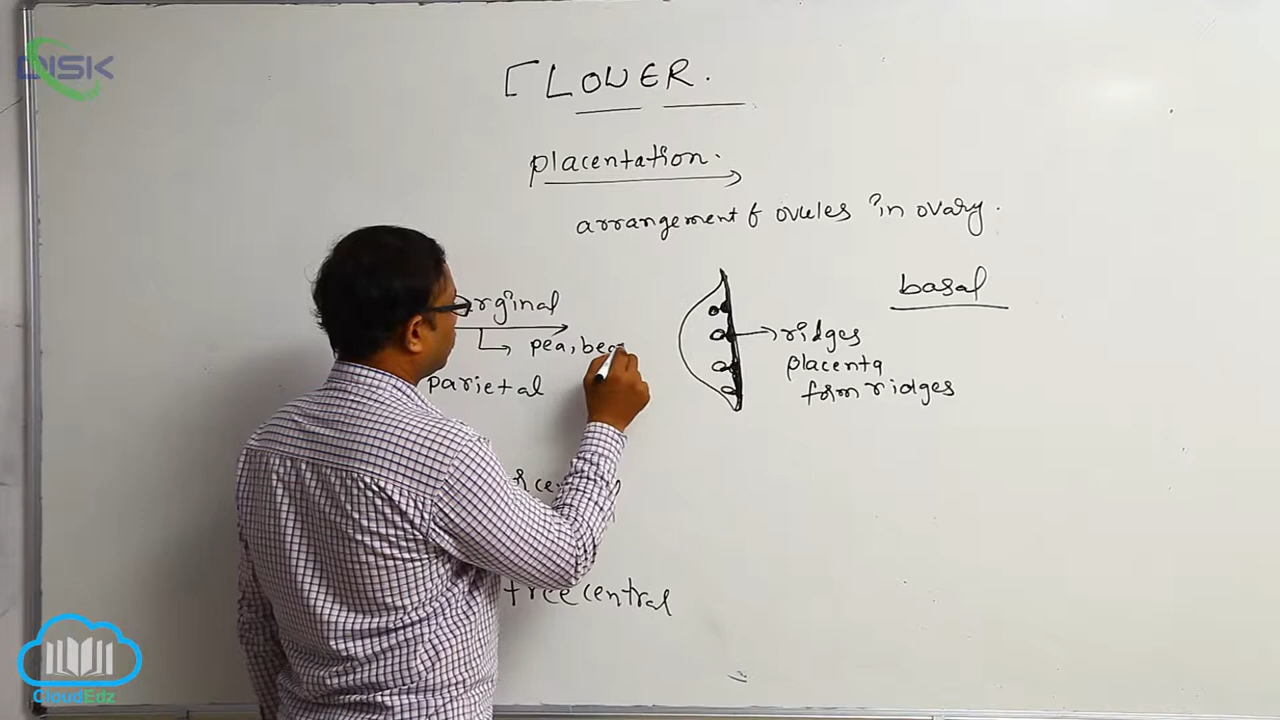 DISK
FLOWER.
placentation.
arrangement of ovules in ovary.
rginal
basal
pea, bea
ridges
placenta
form ridges
parietal
free central
CloudEdz